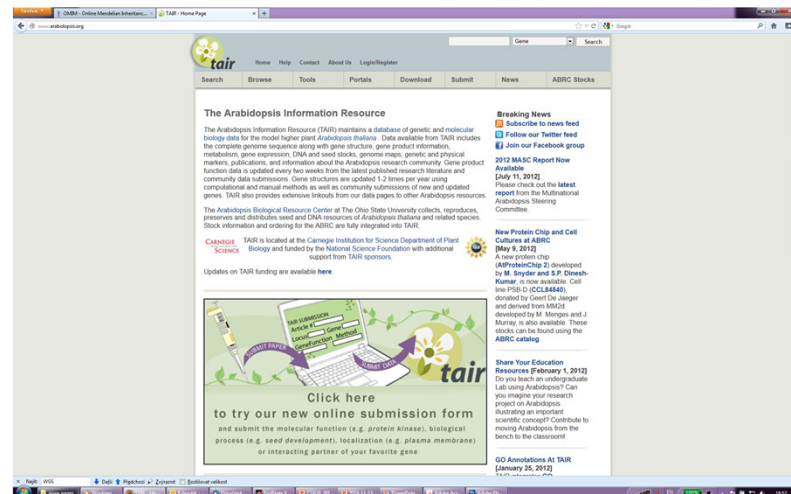 OMIM - Online Mendelian Inheritanc...
TAIR - Home Page
www.arabidopsis.org
Google
Gene
Search
tair
Home Help Contact About Us Login/Register
Search Browse Tools Portals Download Submit News ABRC Stocks
The Arabidopsis Information Resource
The Arabidopsis Information Resource (TAIR) maintains a database of genetic and molecular
biology data for the model higher plant Arabidopsis thaliana . Data available from TAIR includes
the complete genome sequence along with gene structure, gene product information,
metabolism, gene expression, DNA and seed stocks, genome maps, genetic and physical
markers, publications, and information about the Arabidopsis research community. Gene product
function data is updated every two weeks from the latest published research literature and
community data submissions. Gene structures are updated 1-2 times per year using
computational and manual methods as well as community submissions of new and updated
genes. TAIR also provides extensive linkouts from our data pages to other Arabidopsis resources.
The Arabidopsis Biological Resource Center at The Ohio State University collects, reproduces,
preserves and distributes seed and DNA resources of Arabidopsis thaliana and related species.
Stock information and ordering for the ABRC are fully integrated into TAIR.
CARNEGIE
SCIENCE
TAIR is located at the Carnegie Institution for Science Department of Plant
Biology and funded by the National Science Foundation with additional
support from TAIR sponsors.
Updates on TAIR funding are available here.
TAIR SUBMISSION
Article #
Locus Gene
GeneFunction Method
SUBMIT PAPER
SUBMIT DATA
tair
Click here
to try our new online submission form
and submit the molecular function (e.g. protein kinase), biological
process (e.g. seed development), localization (e.g. plasma membrane)
or interacting partner of your favorite gene
Breaking News
Subscribe to news feed
Follow our Twitter feed
Join our Facebook group
2012 MASC Report Now
Available
[July 11, 2012]
Please check out the latest
report from the Multinational
Arabidopsis Steering
Committee.
New Protein Chip and Cell
Cultures at ABRC
[May 9, 2012]
A new protein chip
(AtProteinChip 2) developed
by M. Snyder and S.P. Dinesh-
Kumar, is now available. Cell
line PSB-D (CCL84840),
donated by Geert De Jaeger
and derived from MM2d
developed by M. Menges and J.
Murray, is also available. These
stocks can be found using the
ABRC catalog.
Share Your Education
Resources [February 1, 2012]
Do you teach an undergraduate
Lab using Arabidopsis? Can
you imagine your research
project on Arabidopsis
illustrating an important
scientific concept? Contribute to
moving Arabidopsis from the
bench to the classroom!
GO Annotations At TAIR
[January 25, 2012]
Najít: WGS Další Předchozí Zvýraznit Rozlišovat velikost
100%